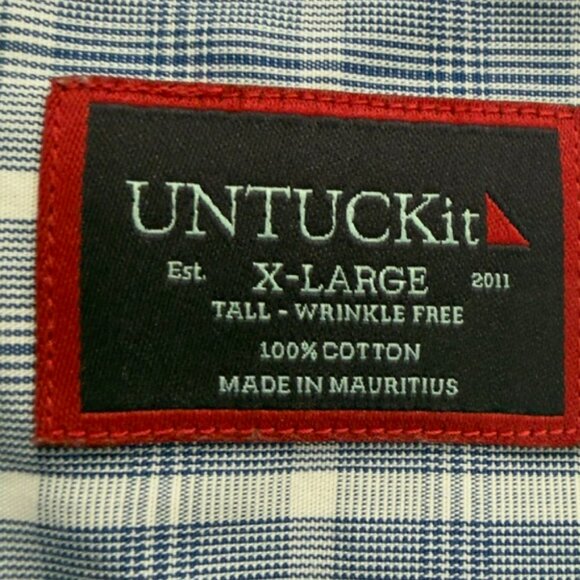 UNTUCKit
Est. X-LARGE 2011
TALL - WRINKLE FREE
100% COTTON
MADE IN MAURITIUS